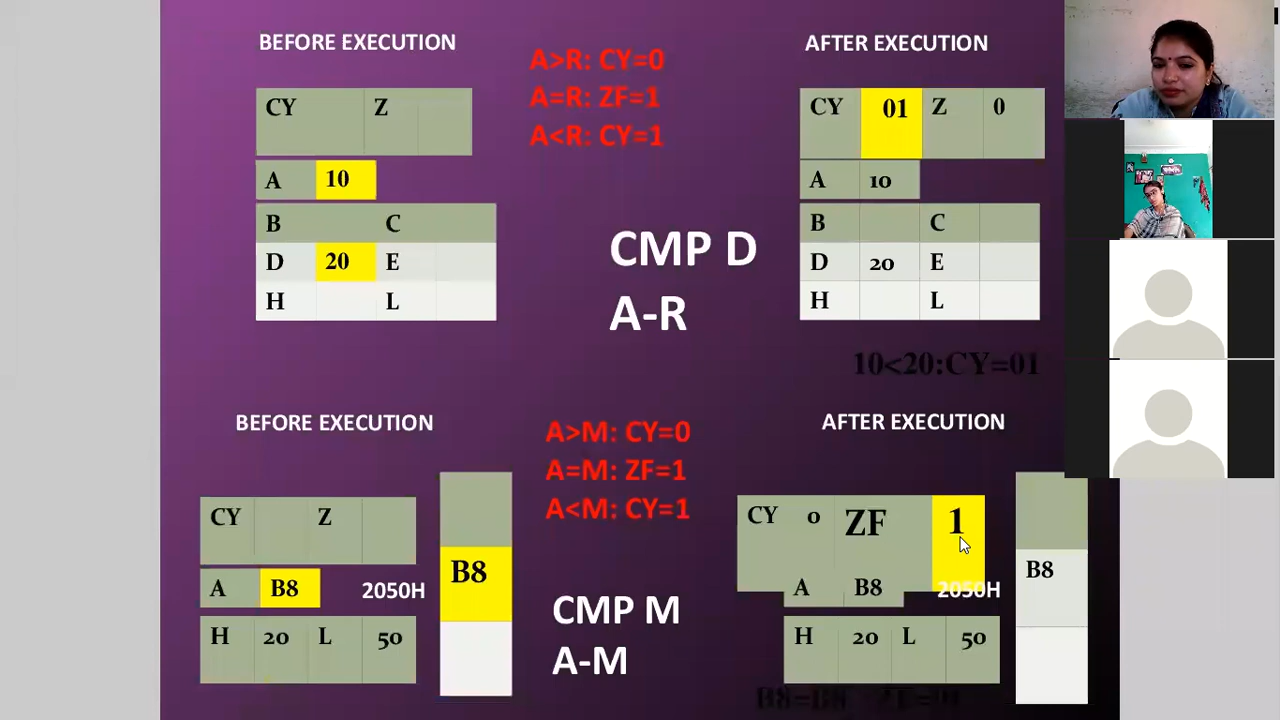 BEFORE EXECUTION
A>R: CY=0
A=R: ZF=1
A<R: CY=1
AFTER EXECUTION
CY Z
A 10
B C
D 20 E
H L
CMP D
A-R
CY 01 Z 0
A 10
B C
D 20 E
H L
10<20:CY=01
BEFORE EXECUTION
A>M: CY=0
A=M: ZF=1
A<M: CY=1
AFTER EXECUTION
CY Z
A B8 2050H
H 20 L 50
B8
CMP M
A-M
CY 0 ZF 1
A B8 2050H
H 20 L 50
B8
B8=B8